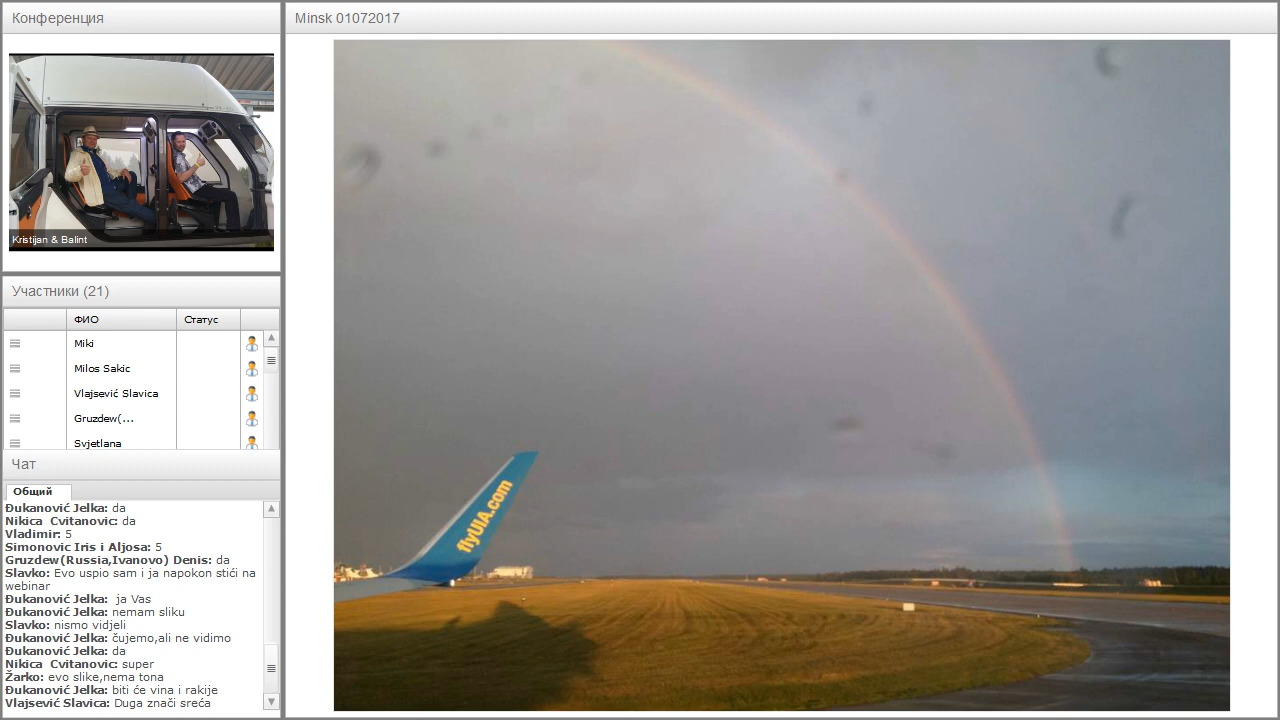 Конференция
Kristijan & Balint
Участники (21)
ФИО Статус
Miki
Milos Sakic
Vlajsević Slavica
Gruzdew(...
Svjetlana
Чат
Общий
Đukanović Jelka: da
Nikica Cvitanovic: da
Vladimir: 5
Simonovic Iris i Aljosa: 5
Gruzdew(Russia,Ivanovo) Denis: da
Slavko: Evo uspio sam i ja napokon stići na
webinar
Đukanović Jelka: ja Vas
Đukanović Jelka: nemam sliku
Slavko: nismo vidjeli
Đukanović Jelka: čujemo,ali ne vidimo
Đukanović Jelka: da
Nikica Cvitanovic: super
Žarko: evo slike,nema tona
Đukanović Jelka: biti će vina i rakije
Vlajsević Slavica: Duga znači sreća
Minsk 01072017
flyUIA.com